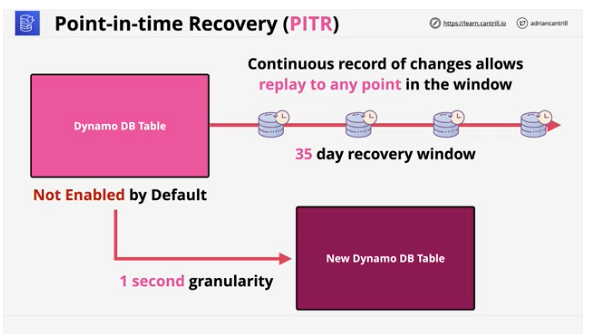 Point-in-time Recovery (PITR)
https://learn.cantrill.io
adriancantrill
Continuous record of changes allows
replay to any point in the window
Dynamo DB Table
35 day recovery window
Not Enabled by Default
1 second granularity
New Dynamo DB Table